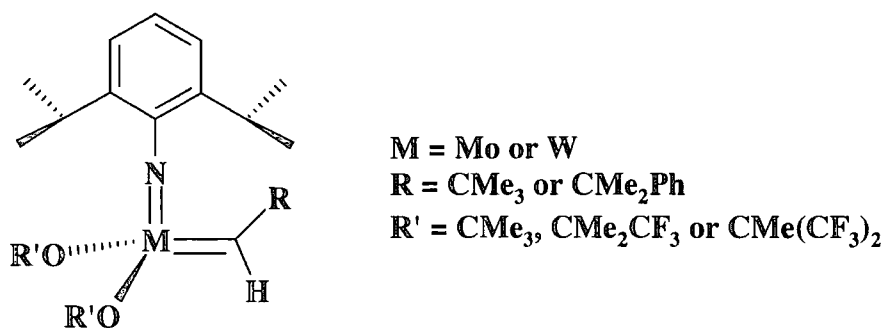 N
R
R'O
M
H
R'O
M = Mo or W
R = CMe₃ or CMe₂Ph
R' = CMe₃, CMe₂CF₃ or CMe(CF₃)₂